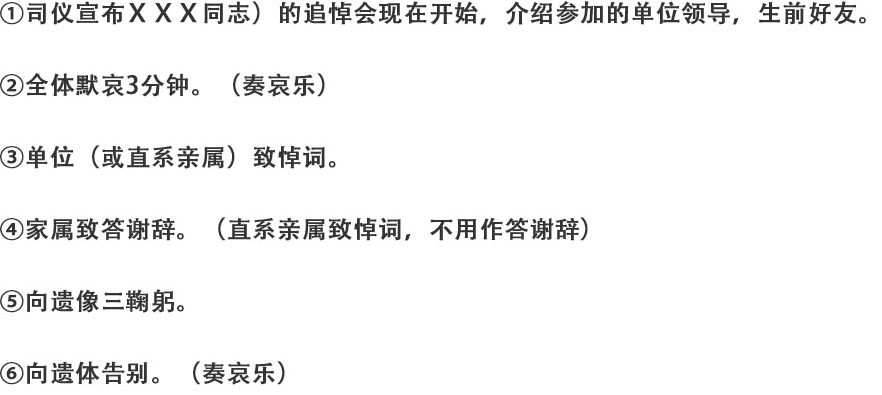 ①司仪宣布ＸＸＸ同志）的追悼会现在开始，介绍参加的单位领导，生前好友。
②全体默哀3分钟。（奏哀乐）
③单位（或直系亲属）致悼词。
④家属致答谢辞。（直系亲属致悼词，不用作答谢辞）
⑤向遗像三鞠躬。
⑥向遗体告别。（奏哀乐）